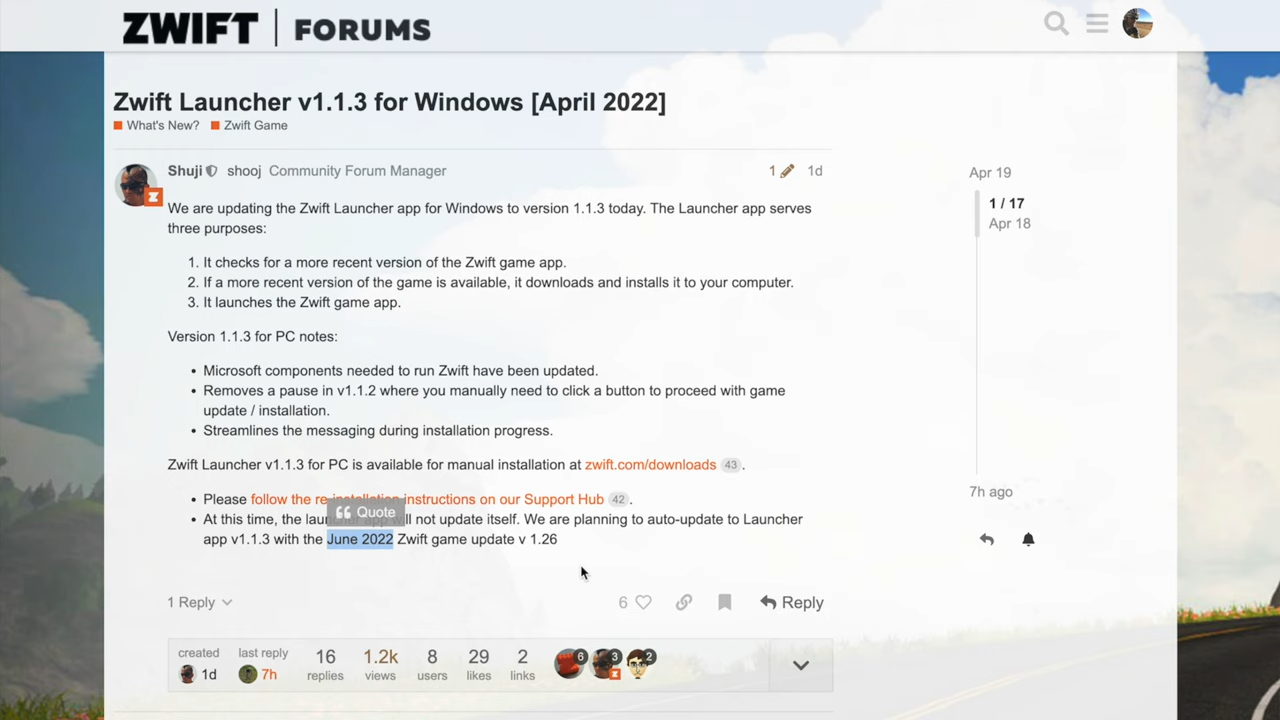 ZWIFT | FORUMS
Zwift Launcher v1.1.3 for Windows [April 2022]
What's New? Zwift Game
Shuji shooj Community Forum Manager 1 1d
We are updating the Zwift Launcher app for Windows to version 1.1.3 today. The Launcher app serves
three purposes:
1. It checks for a more recent version of the Zwift game app.
2. If a more recent version of the game is available, it downloads and installs it to your computer.
3. It launches the Zwift game app.
Version 1.1.3 for PC notes:
• Microsoft components needed to run Zwift have been updated.
• Removes a pause in v1.1.2 where you manually need to click a button to proceed with game
update / installation.
• Streamlines the messaging during installation progress.
Zwift Launcher v1.1.3 for PC is available for manual installation at zwift.com/downloads 43 .
• Please follow the re-installation instructions on our Support Hub 42 .
Quote
• At this time, the launcher app will not update itself. We are planning to auto-update to Launcher
app v1.1.3 with the June 2022 Zwift game update v 1.26
1 Reply 6 Reply
created last reply 16 1.2k 8 29 2 6 3 2
1d 7h replies views users likes links
Apr 19
1 / 17
Apr 18
7h ago